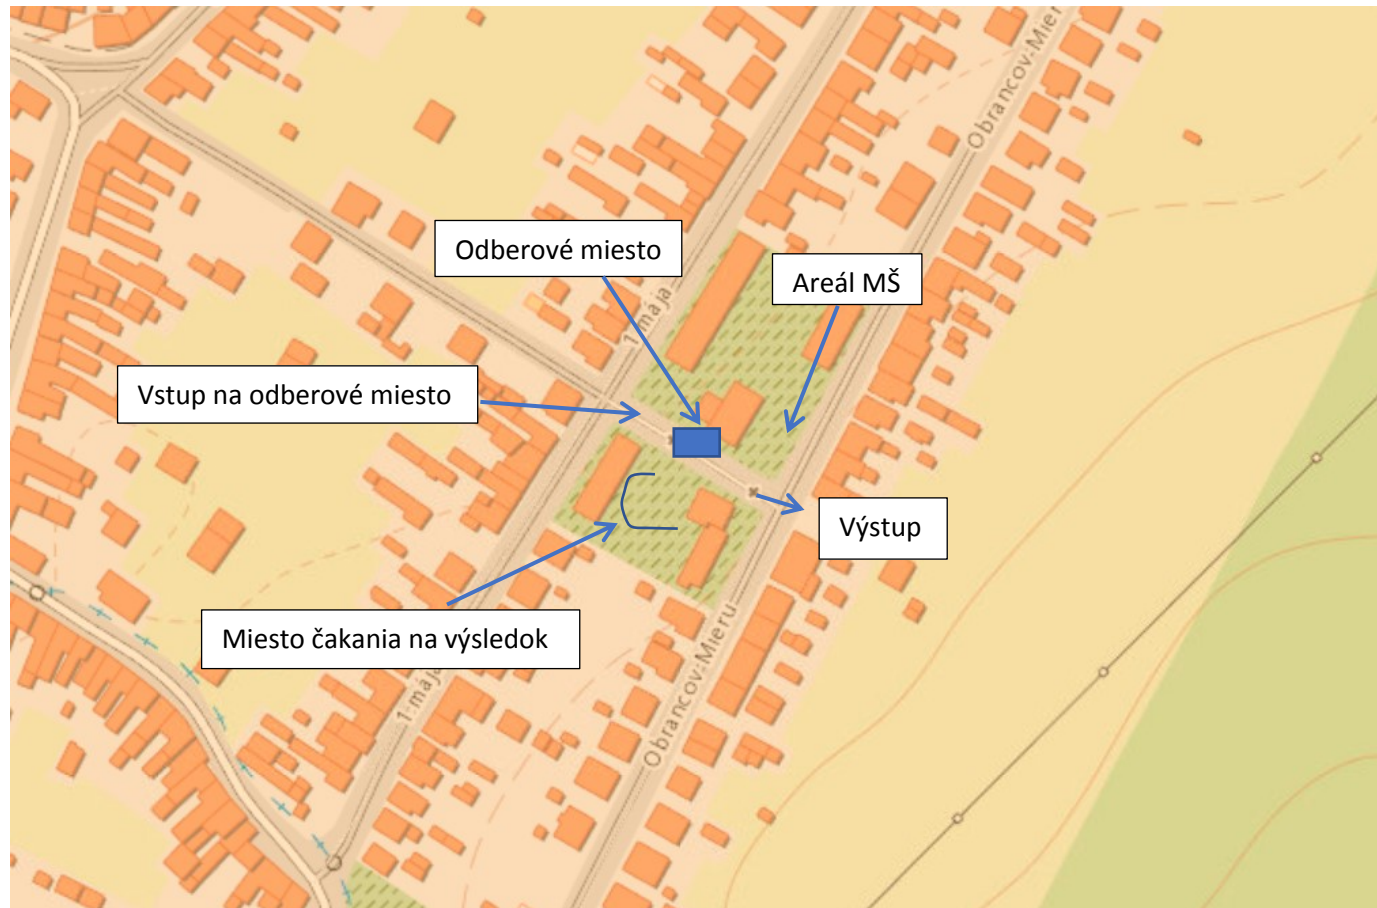 Obrancov Mieru
Odberové miesto
Areál MŠ
1 mája
Vstup na odberové miesto
Výstup
Miesto čakania na výsledok
Obrancov Mieru
1 mája